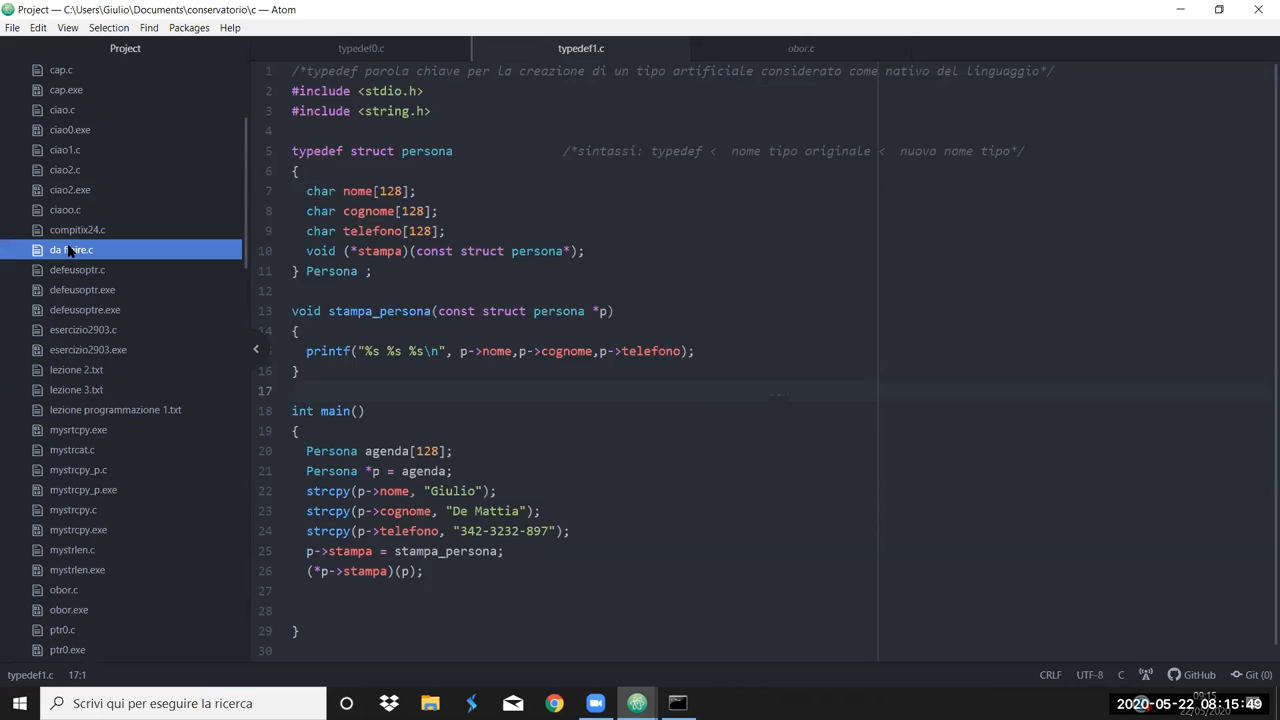 Project — C:\Users\Giulio\Documents\conservatorio\c — Atom
File Edit View Selection Find Packages Help
Project
typedef0.c
typedef1.c
obor.c
cap.c
cap.exe
ciao.c
ciao0.exe
ciao1.c
ciao2.c
ciao2.exe
ciaoo.c
compitix24.c
da finire.c
defeusoptr.c
defeusoptr.exe
defeusoptre.exe
esercizio2903.c
esercizio2903.exe
lezione 2.txt
lezione 3.txt
lezione programmazione 1.txt
mysrtcpy.exe
mystrcat.c
mystrcpy_p.c
mystrcpy_p.exe
mystrcpy.c
mystrcpy.exe
mystrlen.c
mystrlen.exe
obor.c
obor.exe
ptr0.c
ptr0.exe
1 /*typedef parola chiave per la creazione di un tipo artificiale considerato come nativo del linguaggio*/
2 #include <stdio.h>
3 #include <string.h>
4
5 typedef struct persona /*sintassi: typedef < nome tipo originale < nuovo nome tipo*/
6 {
7 char nome[128];
8 char cognome[128];
9 char telefono[128];
10 void (*stampa)(const struct persona*);
11 } Persona ;
12
13 void stampa_persona(const struct persona *p)
14 {
15 printf("%s %s %s\n", p->nome,p->cognome,p->telefono);
16 }
17
18 int main()
19 {
20 Persona agenda[128];
21 Persona *p = agenda;
22 strcpy(p->nome, "Giulio");
23 strcpy(p->cognome, "De Mattia");
24 strcpy(p->telefono, "342-3232-897");
25 p->stampa = stampa_persona;
26 (*p->stampa)(p);
27
28
29 }
30
typedef1.c 17:1
CRLF UTF-8 C GitHub Git (0)
Scrivi qui per eseguire la ricerca
09:15
2020-05-22 08:15:49
22/05/2020